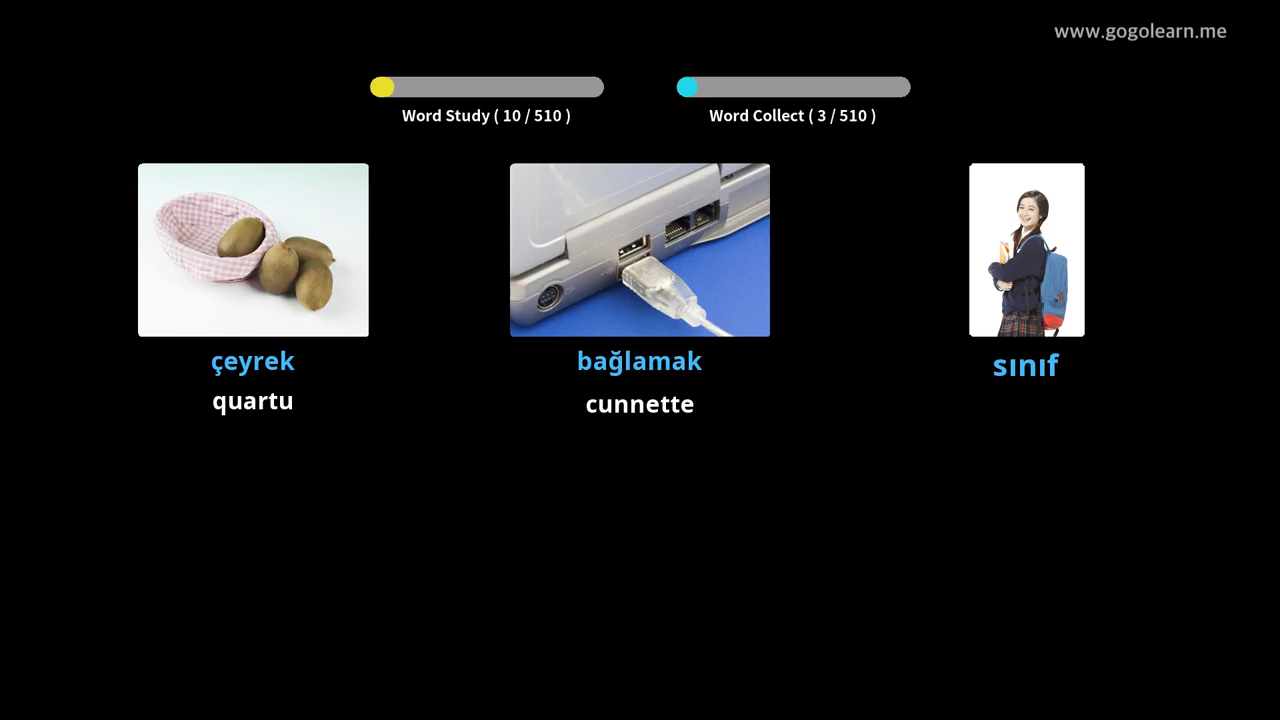 www.gogolearn.me
Word Study ( 10 / 510 )
Word Collect ( 3 / 510 )
çeyrek
quartu
bağlamak
cunnette
sınıf